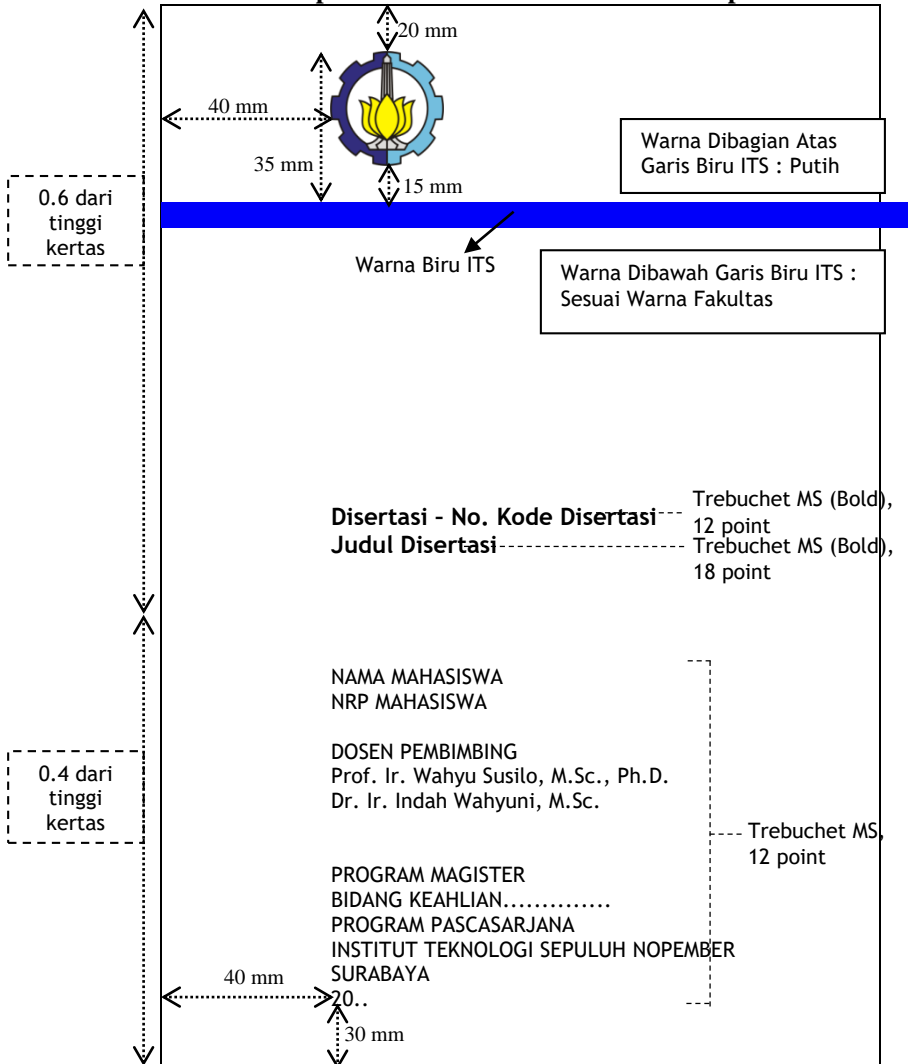 20 mm
40 mm
35 mm
15 mm
Warna Dibagian Atas
Garis Biru ITS : Putih
0.6 dari
tinggi
kertas
Warna Biru ITS
Warna Dibawah Garis Biru ITS :
Sesuai Warna Fakultas
Disertasi – No. Kode Disertasi
Trebuchet MS (Bold),
12 point
Judul Disertasi
Trebuchet MS (Bold),
18 point
NAMA MAHASISWA
NRP MAHASISWA
DOSEN PEMBIMBING
Prof. Ir. Wahyu Susilo, M.Sc., Ph.D.
Dr. Ir. Indah Wahyuni, M.Sc.
0.4 dari
tinggi
kertas
Trebuchet MS,
12 point
PROGRAM MAGISTER
BIDANG KEAHLIAN..............
PROGRAM PASCASARJANA
INSTITUT TEKNOLOGI SEPULUH NOPEMBER
SURABAYA
20..
40 mm
30 mm